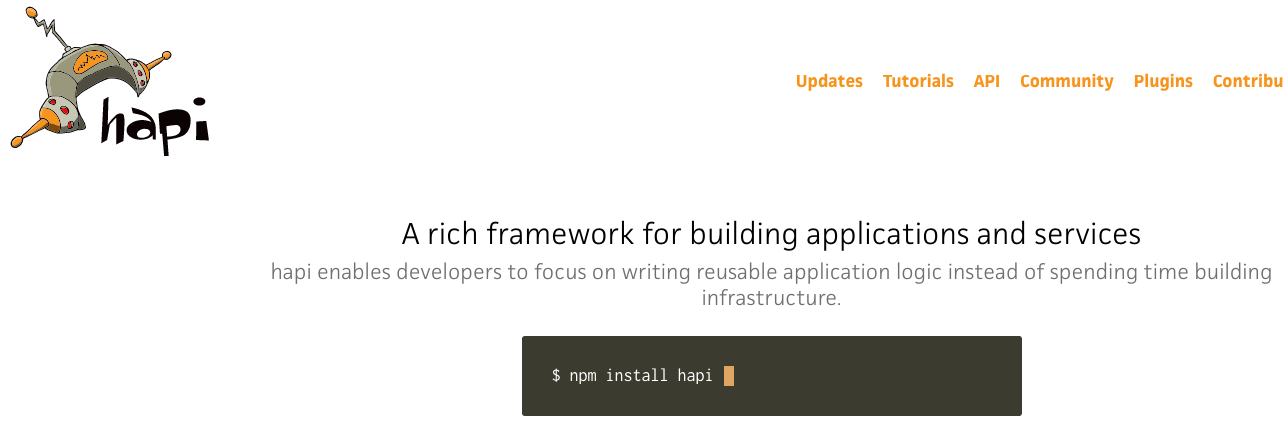 hapi
Updates Tutorials API Community Plugins Contribu
A rich framework for building applications and services
hapi enables developers to focus on writing reusable application logic instead of spending time building
infrastructure.
$ npm install hapi